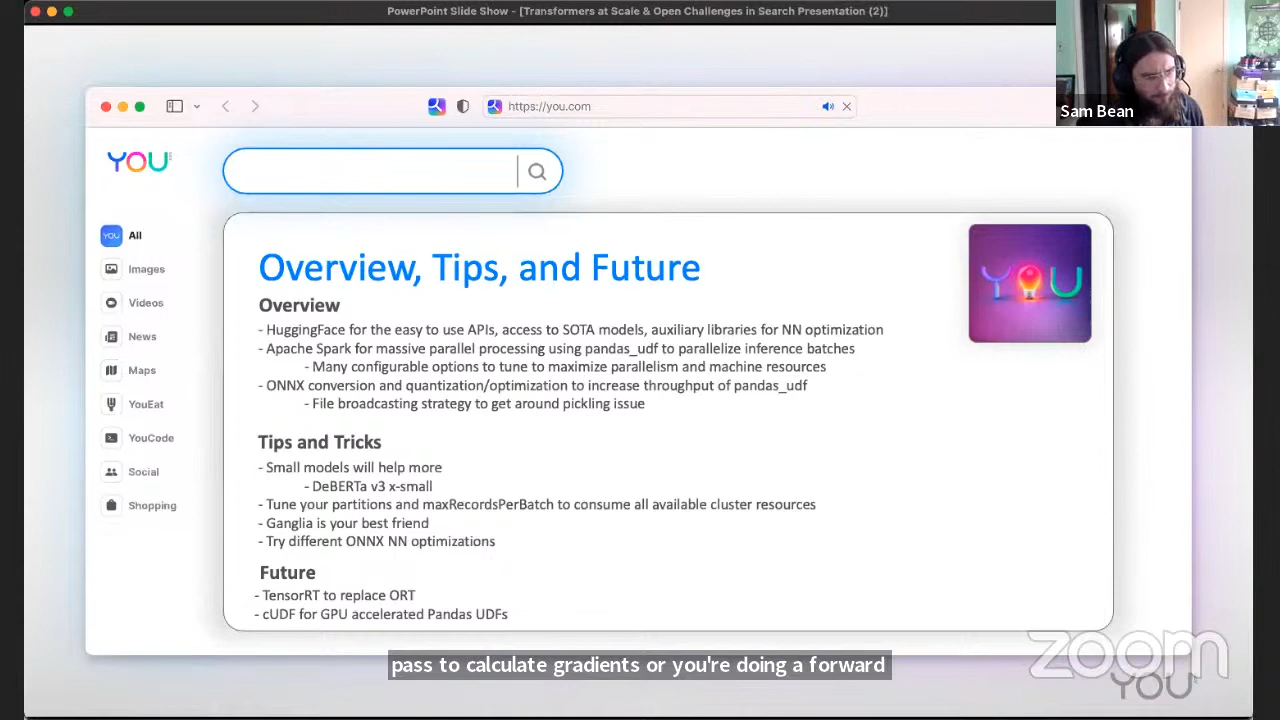 PowerPoint Slide Show - [Transformers at Scale & Open Challenges in Search Presentation (2)]
Sam Bean
https://you.com
YOU
All
Images
Videos
News
Maps
YouEat
YouCode
Social
Shopping
YOU
Overview, Tips, and Future
Overview
- HuggingFace for the easy to use APIs, access to SOTA models, auxiliary libraries for NN optimization
- Apache Spark for massive parallel processing using pandas_udf to parallelize inference batches
- Many configurable options to tune to maximize parallelism and machine resources
- ONNX conversion and quantization/optimization to increase throughput of pandas_udf
- File broadcasting strategy to get around pickling issue
Tips and Tricks
- Small models will help more
- DeBERTa v3 x-small
- Tune your partitions and maxRecordsPerBatch to consume all available cluster resources
- Ganglia is your best friend
- Try different ONNX NN optimizations
Future
- TensorRT to replace ORT
- cUDF for GPU accelerated Pandas UDFs
YOU
zoom
YOU
pass to calculate gradients or you're doing a forward